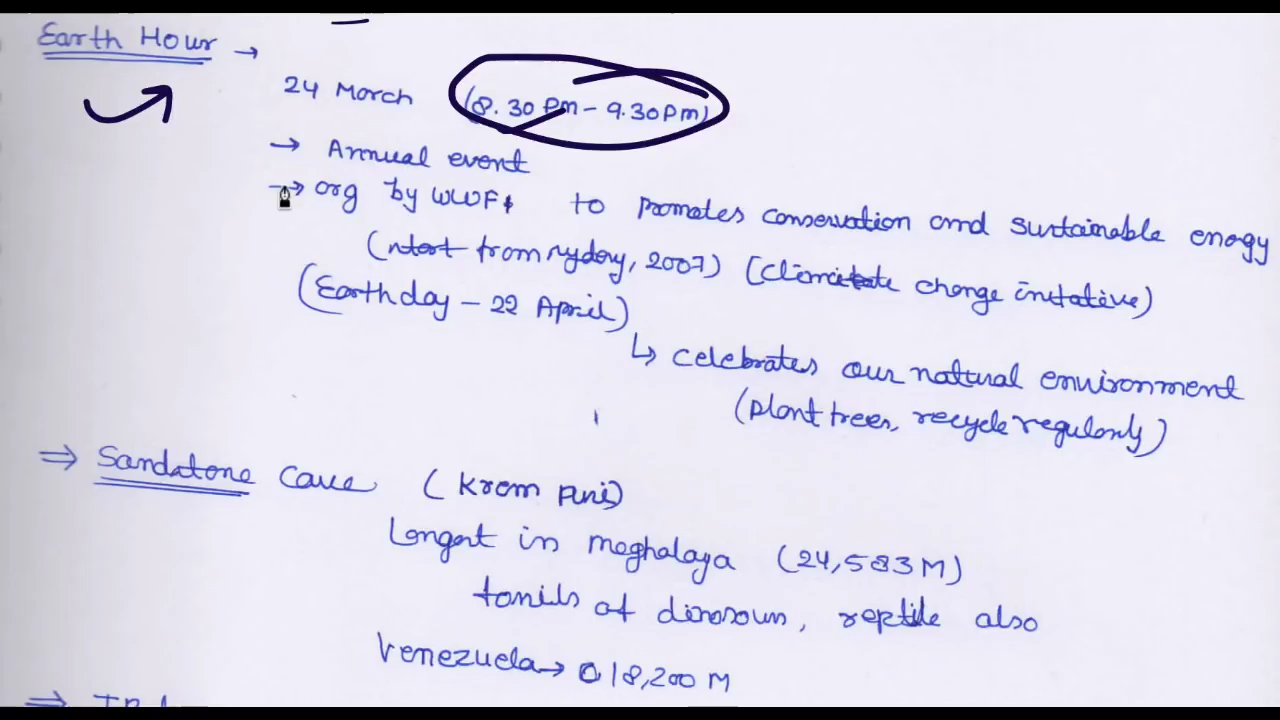 Earth Hour →
24 March (8.30 Pm - 9.30 Pm)
→ Annual event
→ org by WWF to promotes conservation and sustainable energy
(start from sydney, 2007) (Climate change initative)
(Earth day - 22 April)
↳ celebrates our natural environment
(plant trees, recycle regularly)
⇒ Sandstone cave (Krem Puri)
Longest in meghalaya (24,583 M)
fossils of dinosaurs, reptile also
Venezuela → 18,200 M
⇒